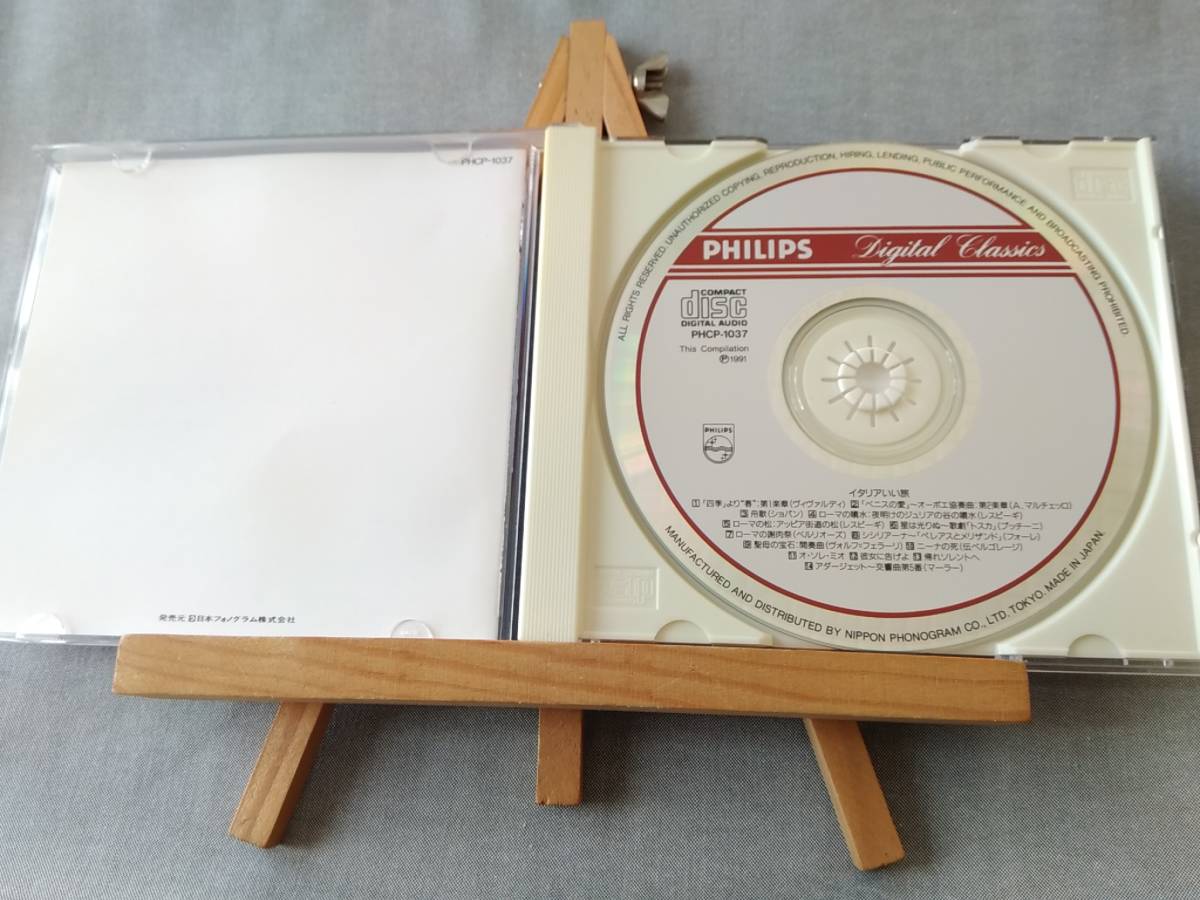 PHCP-1037
発売元 日本フォノグラム株式会社
ALL RIGHTS RESERVED. UNAUTHORIZED COPYING, REPRODUCTION, HIRING, LENDING, PUBLIC PERFORMANCE AND BROADCASTING PROHIBITED.
PHILIPS Digital Classics
COMPACT
disc
DIGITAL AUDIO
PHCP-1037
This Compilation
℗1991
PHILIPS
イタリアいい旅
1 「四季」より“春”:第1楽章(ヴィヴァルディ) 2 「ベニスの愛」〜オーボエ協奏曲:第2楽章(A.マルチェッロ)
3 舟歌(ショパン) 4 ローマの噴水:夜明けのジュリアの谷の噴水(レスピーギ)
5 ローマの松:アッピア街道の松(レスピーギ) 6 星は光りぬ〜歌劇「トスカ」(プッチーニ)
7 ローマの謝肉祭(ベルリオーズ) 8 シシリアーナ〜「ペレアスとメリザンド」(フォーレ)
9 聖母の宝石:間奏曲(ヴォルフ=フェラーリ) 10 ニーナの死(伝ペルゴレージ)
11 オ・ソレ・ミオ 12 彼女に告げよ 13 帰れソレントへ
14 アダージェット〜交響曲第5番(マーラー)
MANUFACTURED AND DISTRIBUTED BY NIPPON PHONOGRAM CO., LTD. TOKYO. MADE IN JAPAN